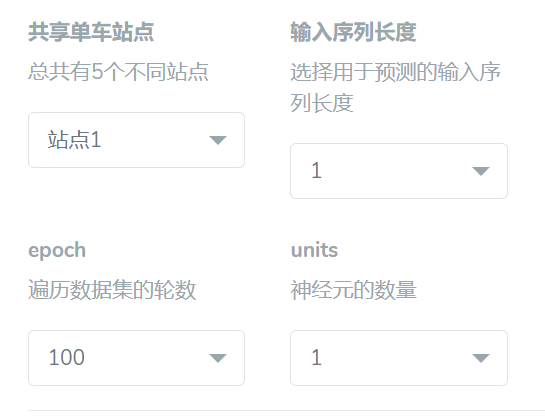 共享单车站点
总共有5个不同站点
站点1
输入序列长度
选择用于预测的输入序
列长度
1
epoch
遍历数据集的轮数
100
units
神经元的数量
1